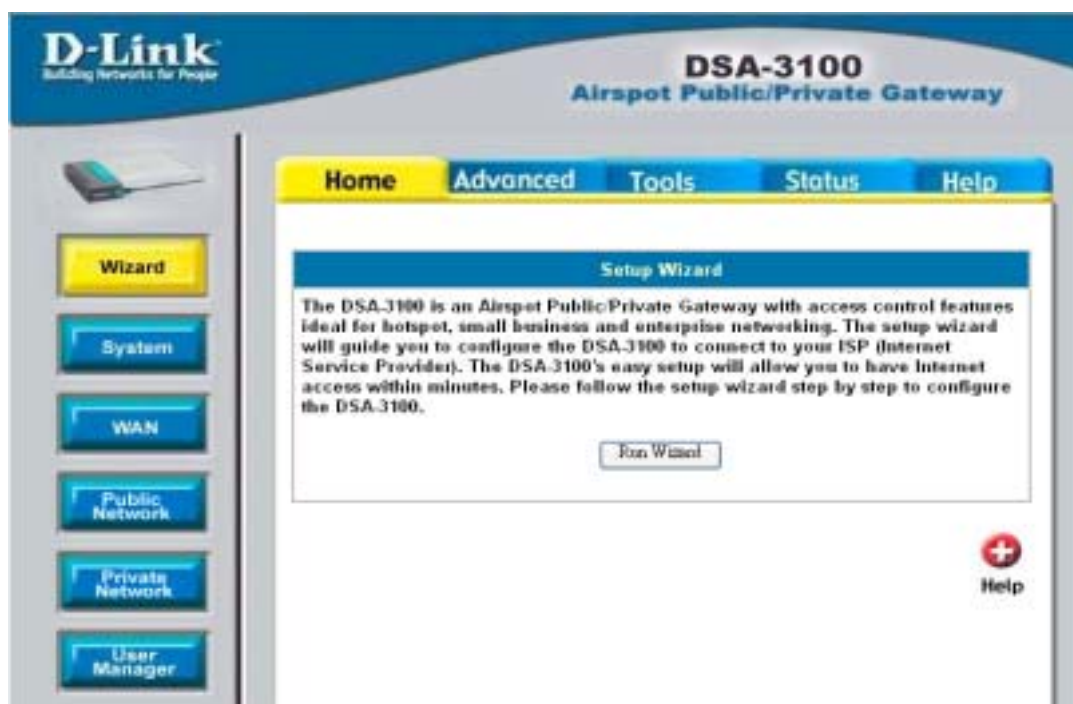 D-Link
Building Networks for People
DSA-3100
Airspot Public/Private Gateway
Home
Advanced
Tools
Status
Help
Wizard
System
WAN
Public
Network
Private
Network
User
Manager
Setup Wizard
The DSA-3100 is an Airspot Public/Private Gateway with access control features
ideal for hotspot, small business and enterprise networking. The setup wizard
will guide you to configure the DSA-3100 to connect to your ISP (Internet
Service Provider). The DSA-3100's easy setup will allow you to have Internet
access within minutes. Please follow the setup wizard step by step to configure
the DSA-3100.
Run Wizard
Help